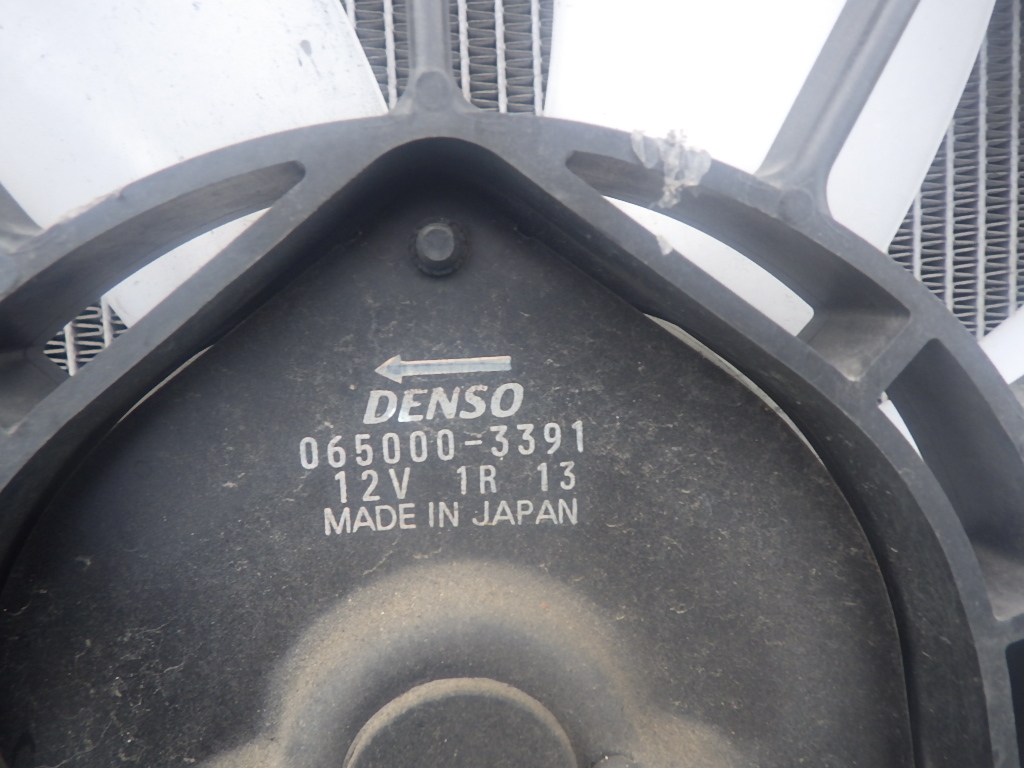 DENSO
065000-3391
12V 1R 13
MADE IN JAPAN